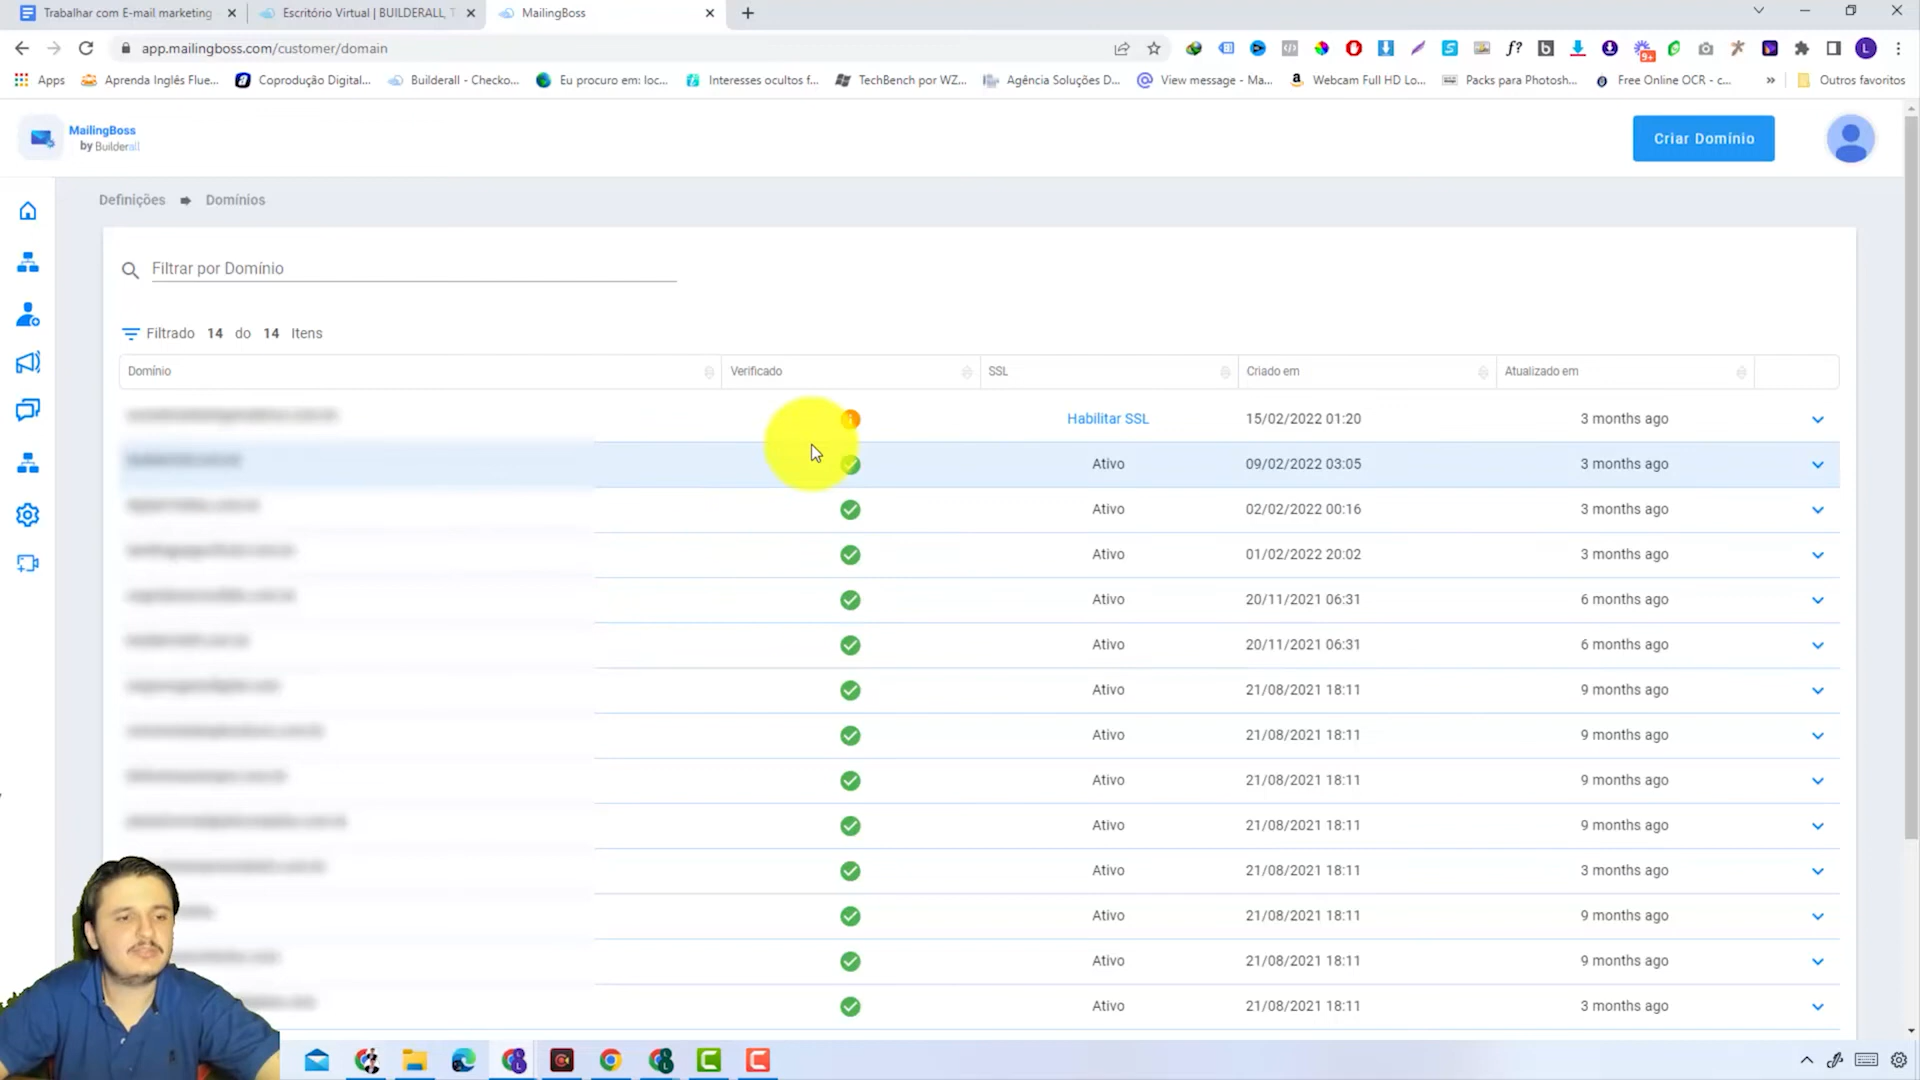 Trabalhar com E-mail marketing
Escritório Virtual | BUILDERALL, T
MailingBoss
app.mailingboss.com/customer/domain
Apps
Aprenda Inglês Flue...
Coprodução Digital...
Builderall - Checko...
Eu procuro em: loc...
Interesses ocultos f...
TechBench por WZ...
Agência Soluções D...
View message - Ma...
Webcam Full HD Lo...
Packs para Photosh...
Free Online OCR - c...
»
Outros favoritos
MailingBoss
by Builderall
Criar Domínio
Definições Domínios
Filtrar por Domínio
Filtrado 14 do 14 Itens
Domínio Verificado SSL Criado em Atualizado em
Habilitar SSL 15/02/2022 01:20 3 months ago
Ativo 09/02/2022 03:05 3 months ago
Ativo 02/02/2022 00:16 3 months ago
Ativo 01/02/2022 20:02 3 months ago
Ativo 20/11/2021 06:31 6 months ago
Ativo 20/11/2021 06:31 6 months ago
Ativo 21/08/2021 18:11 9 months ago
Ativo 21/08/2021 18:11 9 months ago
Ativo 21/08/2021 18:11 9 months ago
Ativo 21/08/2021 18:11 9 months ago
Ativo 21/08/2021 18:11 3 months ago
Ativo 21/08/2021 18:11 9 months ago
Ativo 21/08/2021 18:11 9 months ago
Ativo 21/08/2021 18:11 3 months ago